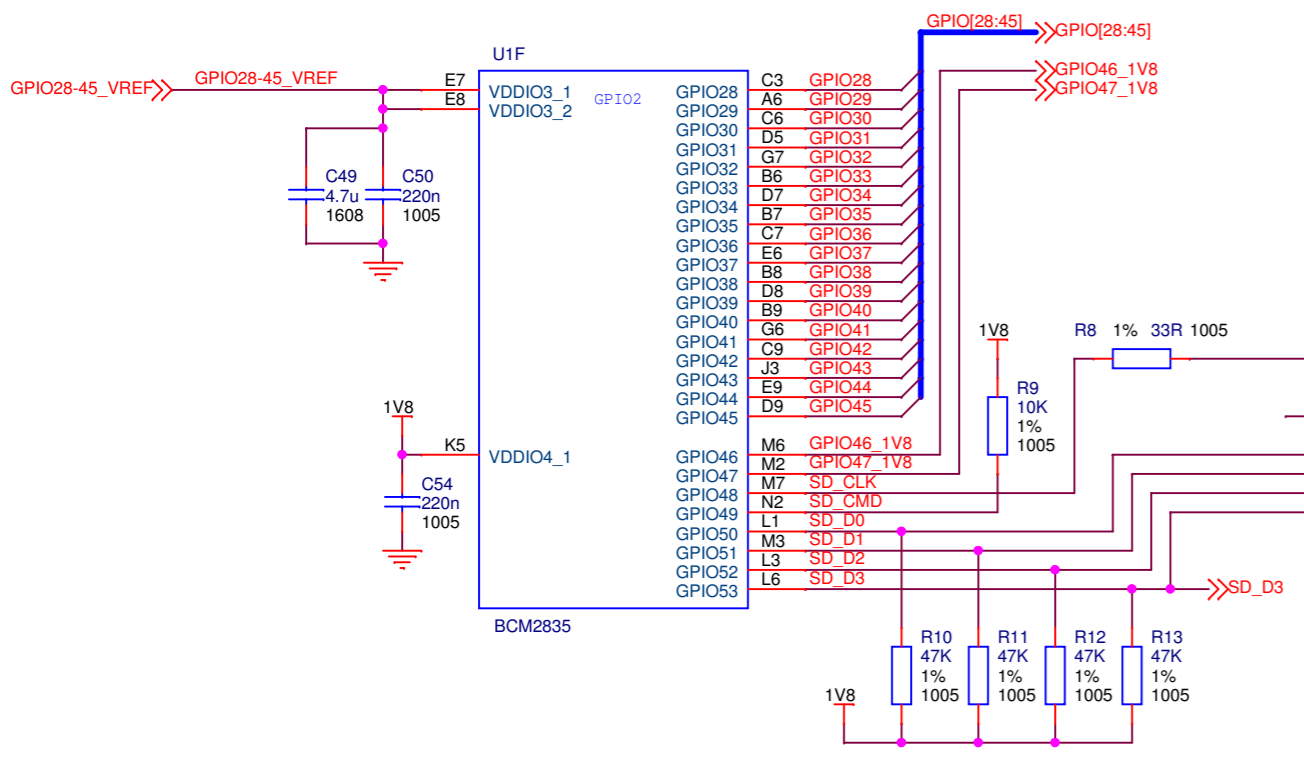 GPIO[28:45]
GPIO[28:45]
U1F
GPIO46_1V8
GPIO47_1V8
GPIO28-45_VREF
GPIO28-45_VREF
E7
E8
VDDIO3_1
VDDIO3_2
GPIO2
GPIO28 C3 GPIO28
GPIO29 A6 GPIO29
GPIO30 C6 GPIO30
GPIO31 D5 GPIO31
GPIO32 G7 GPIO32
GPIO33 B6 GPIO33
GPIO34 D7 GPIO34
GPIO35 B7 GPIO35
GPIO36 C7 GPIO36
GPIO37 E6 GPIO37
GPIO38 B8 GPIO38
GPIO39 D8 GPIO39
GPIO40 B9 GPIO40
GPIO41 G6 GPIO41
GPIO42 C9 GPIO42
GPIO43 J3 GPIO43
GPIO44 E9 GPIO44
GPIO45 D9 GPIO45
C49
4.7u
1608
C50
220n
1005
1V8
K5
VDDIO4_1
C54
220n
1005
GPIO46 M6 GPIO46_1V8
GPIO47 M2 GPIO47_1V8
GPIO48 M7 SD_CLK
GPIO49 N2 SD_CMD
GPIO50 L1 SD_D0
GPIO51 M3 SD_D1
GPIO52 L3 SD_D2
GPIO53 L6 SD_D3
BCM2835
1V8
R9
10K
1%
1005
R8 1% 33R 1005
SD_D3
1V8
R10
47K
1%
1005
R11
47K
1%
1005
R12
47K
1%
1005
R13
47K
1%
1005